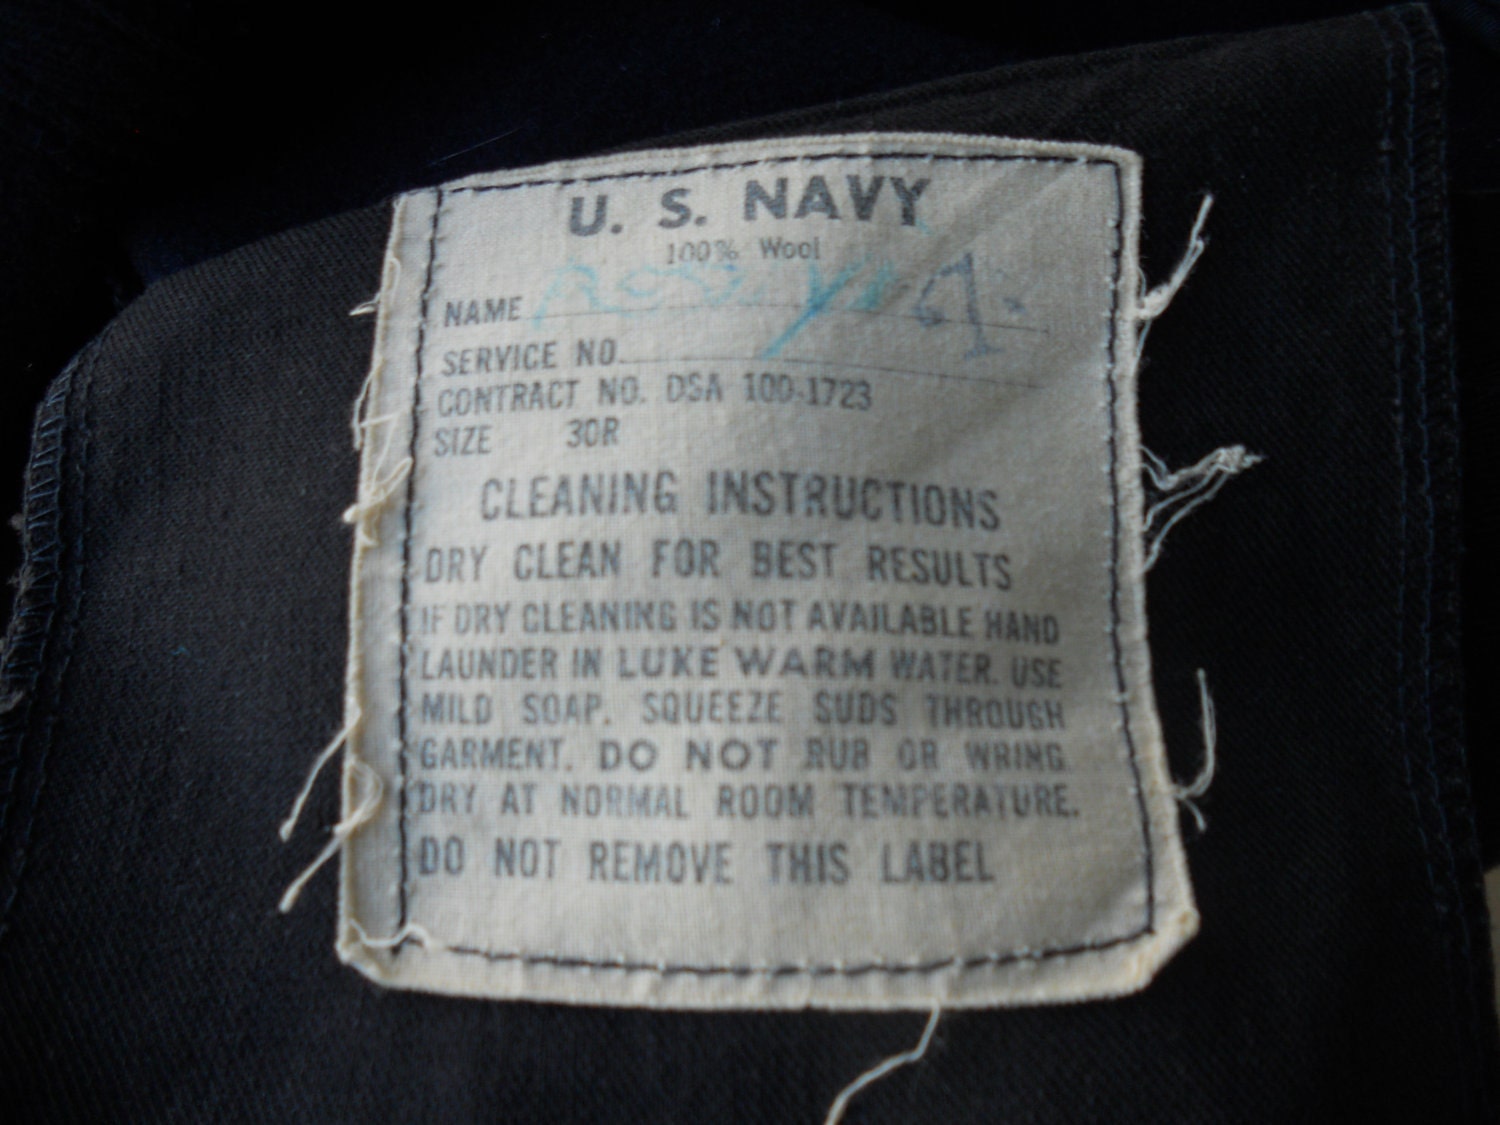 U. S. NAVY
100% Wool
NAME
SERVICE NO.
CONTRACT NO. DSA 100-1723
SIZE 30R
CLEANING INSTRUCTIONS
DRY CLEAN FOR BEST RESULTS
IF DRY CLEANING IS NOT AVAILABLE HAND
LAUNDER IN LUKE WARM WATER. USE
MILD SOAP. SQUEEZE SUDS THROUGH
GARMENT. DO NOT RUB OR WRING.
DRY AT NORMAL ROOM TEMPERATURE.
DO NOT REMOVE THIS LABEL